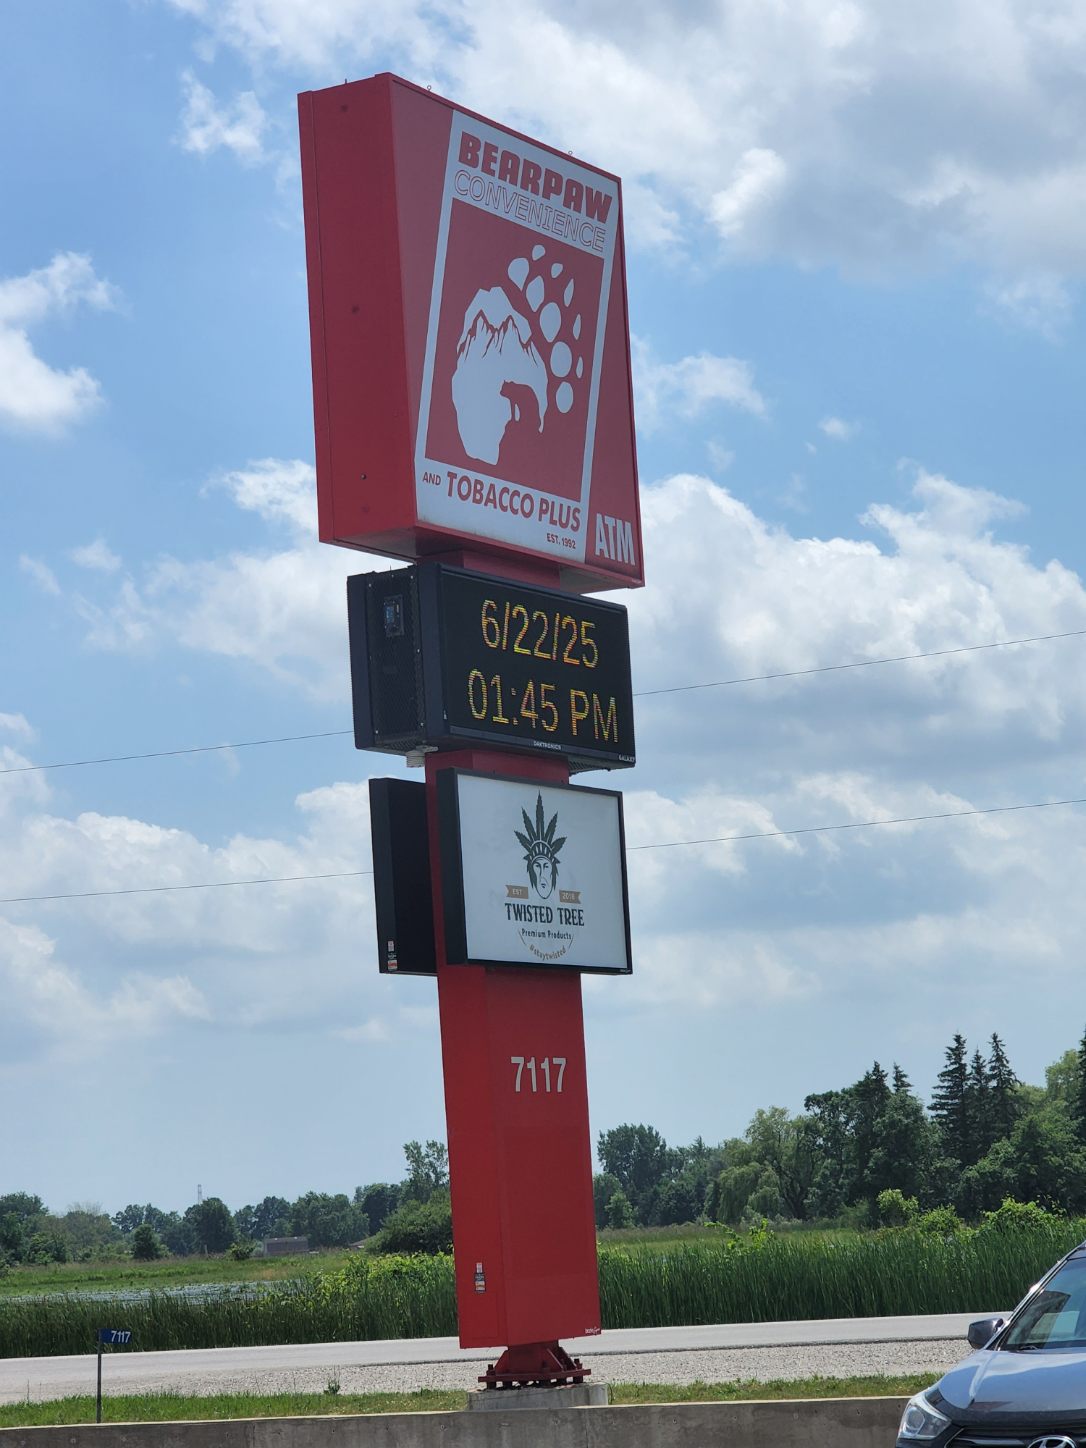 BEARPAW
CONVENIENCE
AND TOBACCO PLUS
EST. 1992
ATM
6/22/25
01:45 PM
DAKTRONICS
GALAXY
EST 2018
TWISTED TREE
Premium Products
#staytwisted
7117
7117